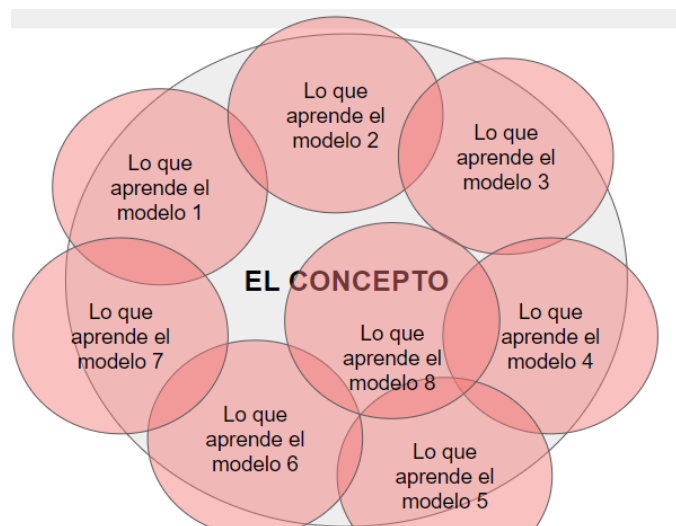 Lo que
aprende el
modelo 2
Lo que
aprende el
modelo 3
Lo que
aprende el
modelo 1
EL CONCEPTO
Lo que
aprende el
modelo 7
Lo que
aprende el
modelo 8
Lo que
aprende el
modelo 4
Lo que
aprende el
modelo 6
Lo que
aprende el
modelo 5